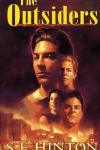 The
Outsiders
S.E. HINTON